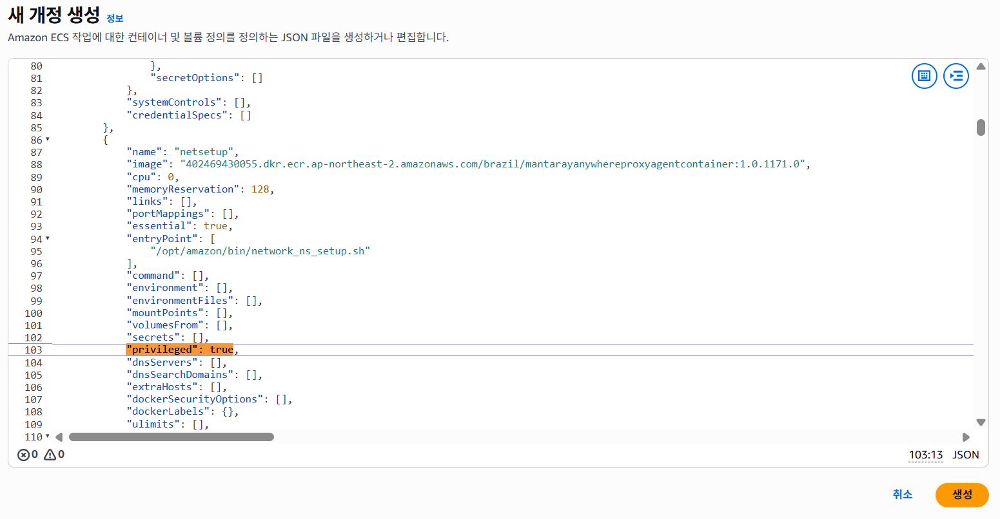 새 개정 생성 정보
Amazon ECS 작업에 대한 컨테이너 및 볼륨 정의를 정의하는 JSON 파일을 생성하거나 편집합니다.
80 },
81 "secretOptions": []
82 },
83 "systemControls": [],
84 "credentialSpecs": []
85 },
86 {
87 "name": "netsetup",
88 "image": "402469430055.dkr.ecr.ap-northeast-2.amazonaws.com/brazil/mantarayanywhereproxyagentcontainer:1.0.1171.0",
89 "cpu": 0,
90 "memoryReservation": 128,
91 "links": [],
92 "portMappings": [],
93 "essential": true,
94 "entryPoint": [
95 "/opt/amazon/bin/network_ns_setup.sh"
96 ],
97 "command": [],
98 "environment": [],
99 "environmentFiles": [],
100 "mountPoints": [],
101 "volumesFrom": [],
102 "secrets": [],
103 "privileged": true,
104 "dnsServers": [],
105 "dnsSearchDomains": [],
106 "extraHosts": [],
107 "dockerSecurityOptions": [],
108 "dockerLabels": {},
109 "ulimits": [],
110
0 0 103:13 JSON
취소 생성